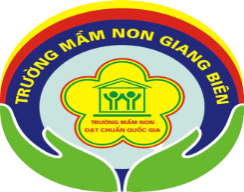 TRƯỜNG MẦM NON GIANG BIÊN
TRƯỜNG MẦM NON
ĐẠT CHUẨN QUỐC GIA